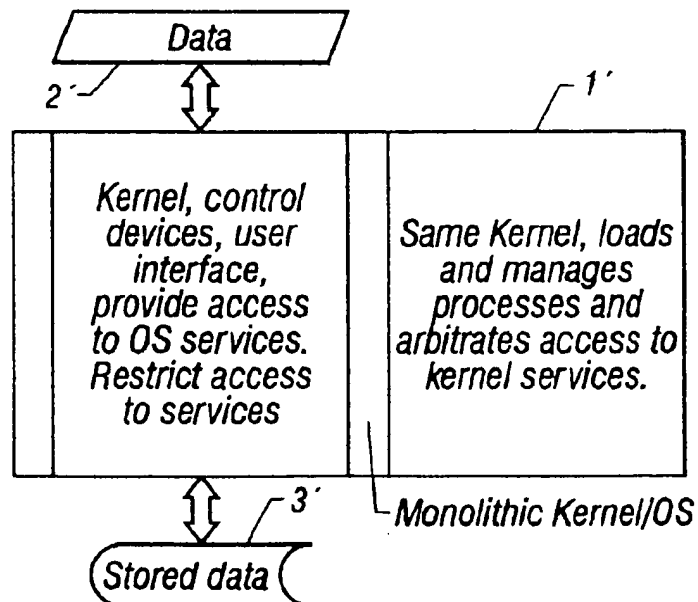 Data
2´
1´
Kernel, control
devices, user
interface,
provide access
to OS services.
Restrict access
to services
Same Kernel, loads
and manages
processes and
arbitrates access to
kernel services.
3´
Monolithic Kernel/OS
Stored data